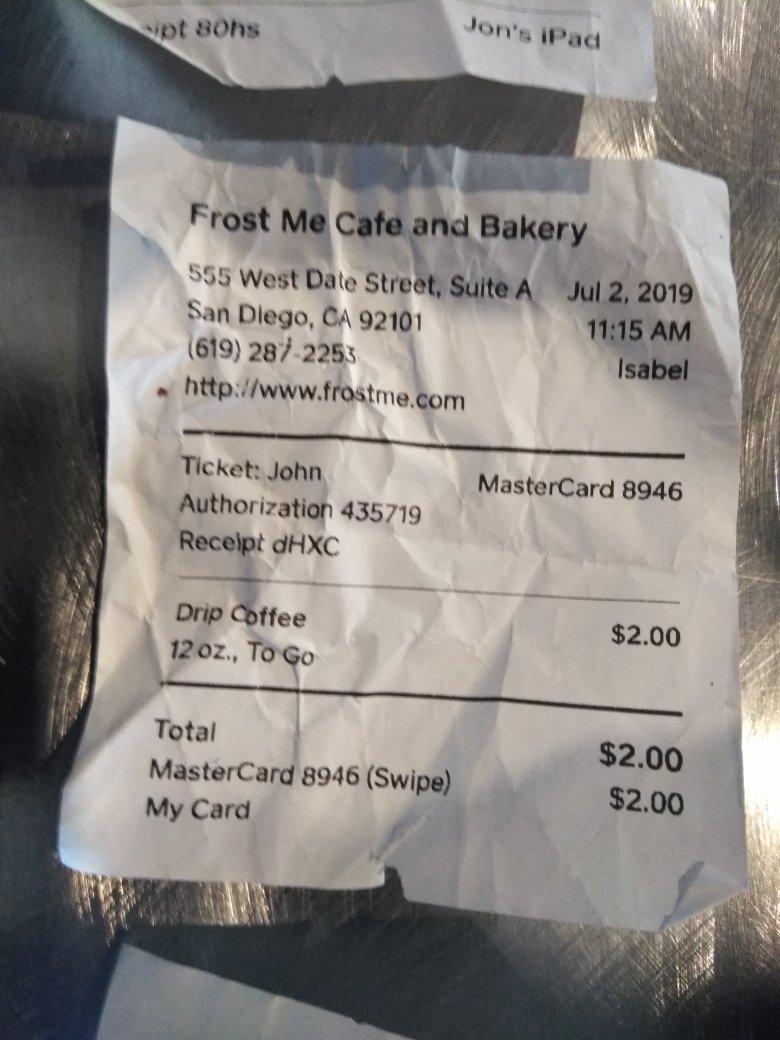 80hs
Jon's iPad
Frost Me Cafe and Bakery
555 West Date Street, Suite A Jul 2, 2019
San Diego, CA 92101 11:15 AM
(619) 287-2253 Isabel
http://www.frostme.com
Ticket: John MasterCard 8946
Authorization 435719
Receipt dHXC
Drip Coffee $2.00
12 oz., To Go
Total $2.00
MasterCard 8946 (Swipe) $2.00
My Card